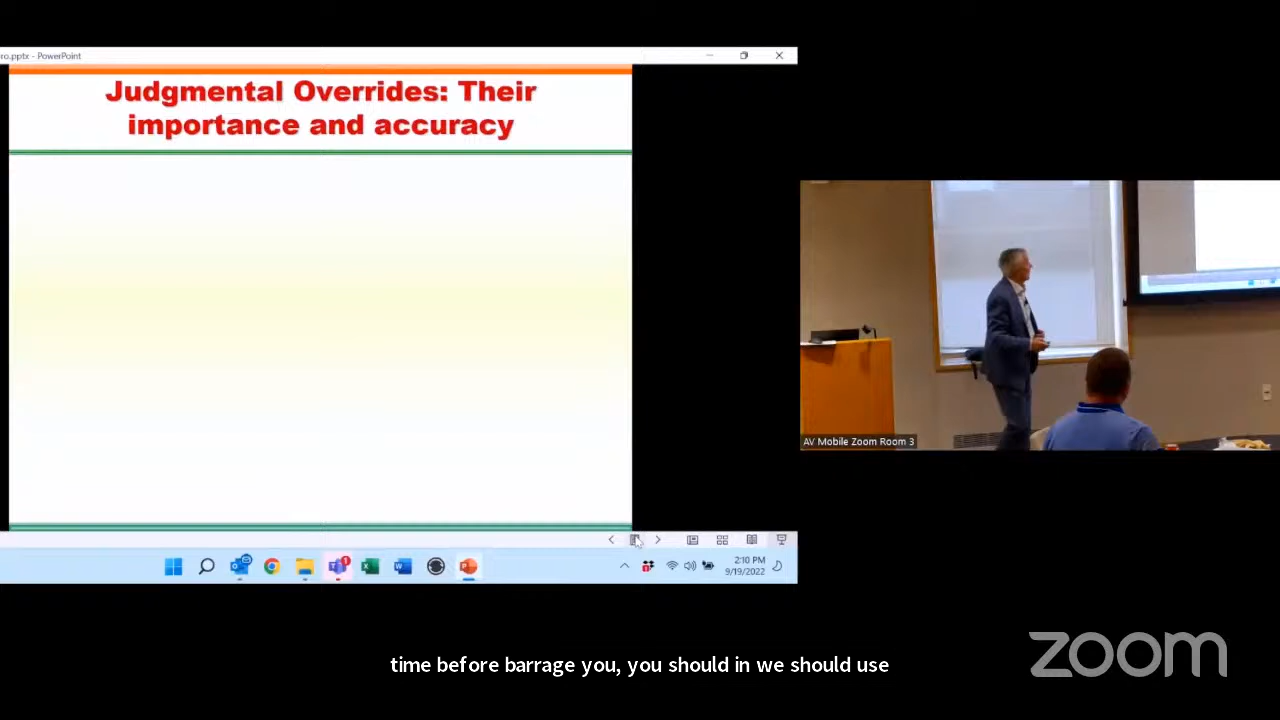 ro.pptx - PowerPoint
Judgmental Overrides: Their
importance and accuracy
AV Mobile Zoom Room 3
2:10 PM
9/19/2022
time before barrage you, you should in we should use
zoom